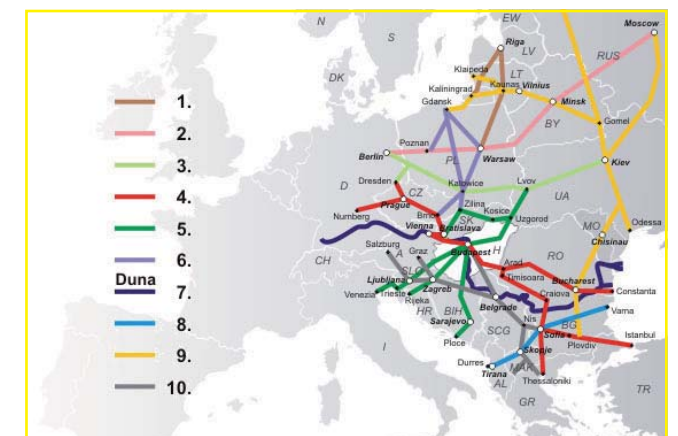 N
S
EW
Moscow
Riga
LV
RUS
DK
Klaipeda
LT
Kaliningrad
Kaunas
Vilnius
Gdansk
Minsk
BY
Gomel
Poznan
Berlin
PL
Warsaw
Kiev
D
Dresden
Katowice
Lvov
UA
CZ
Prague
Zilina
Nurnberg
Brno
SK
Kosice
Uzgorod
MO
Odessa
Vienna
Bratislava
Chisinau
Salzburg
Budapest
H
CH
A
Graz
RO
Arad
SLO
Timisoara
Ljubljana
Zagreb
Bucharest
Venezia
Trieste
Craiova
Constanta
Rijeka
HR
BIH
Belgrade
Varna
Sarajevo
Nis
SCG
Sofia
BG
Istanbul
I
Ploce
Plovdiv
Skopje
Durres
MAK
Tirana
AL
Thessaloniki
TR
GR
1.
2.
3.
4.
5.
6.
Duna
7.
8.
9.
10.